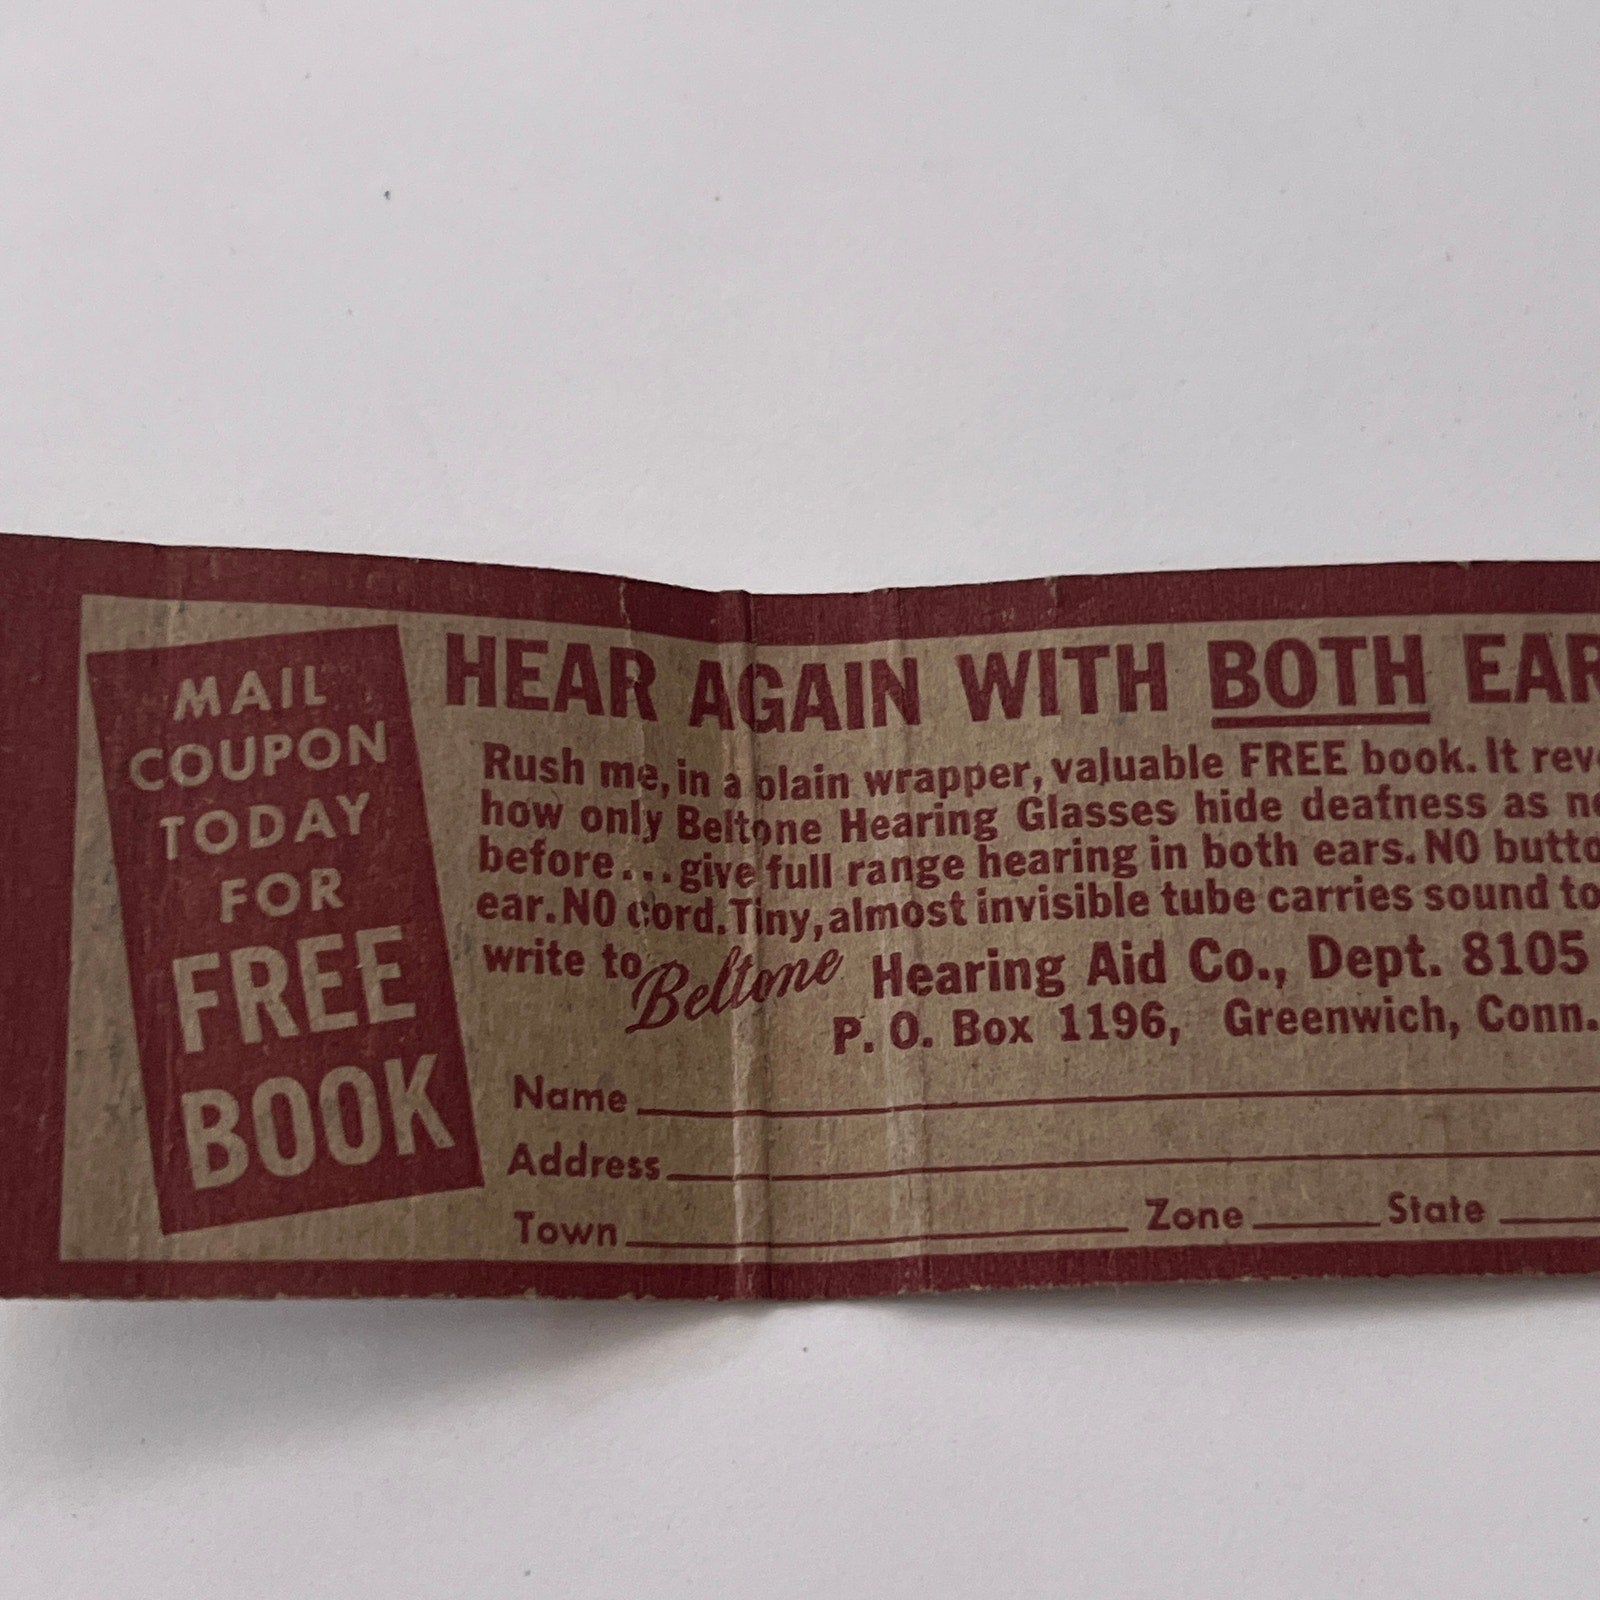 MAIL
COUPON
TODAY
FOR
FREE
BOOK
HEAR AGAIN WITH BOTH EAR
Rush me, in a plain wrapper, valuable FREE book. It rev
how only Beltone Hearing Glasses hide deafness as ne
before...give full range hearing in both ears. NO butto
ear. NO cord. Tiny, almost invisible tube carries sound to
write to Beltone Hearing Aid Co., Dept. 8105
P. O. Box 1196, Greenwich, Conn.
Name
Address
Town Zone State